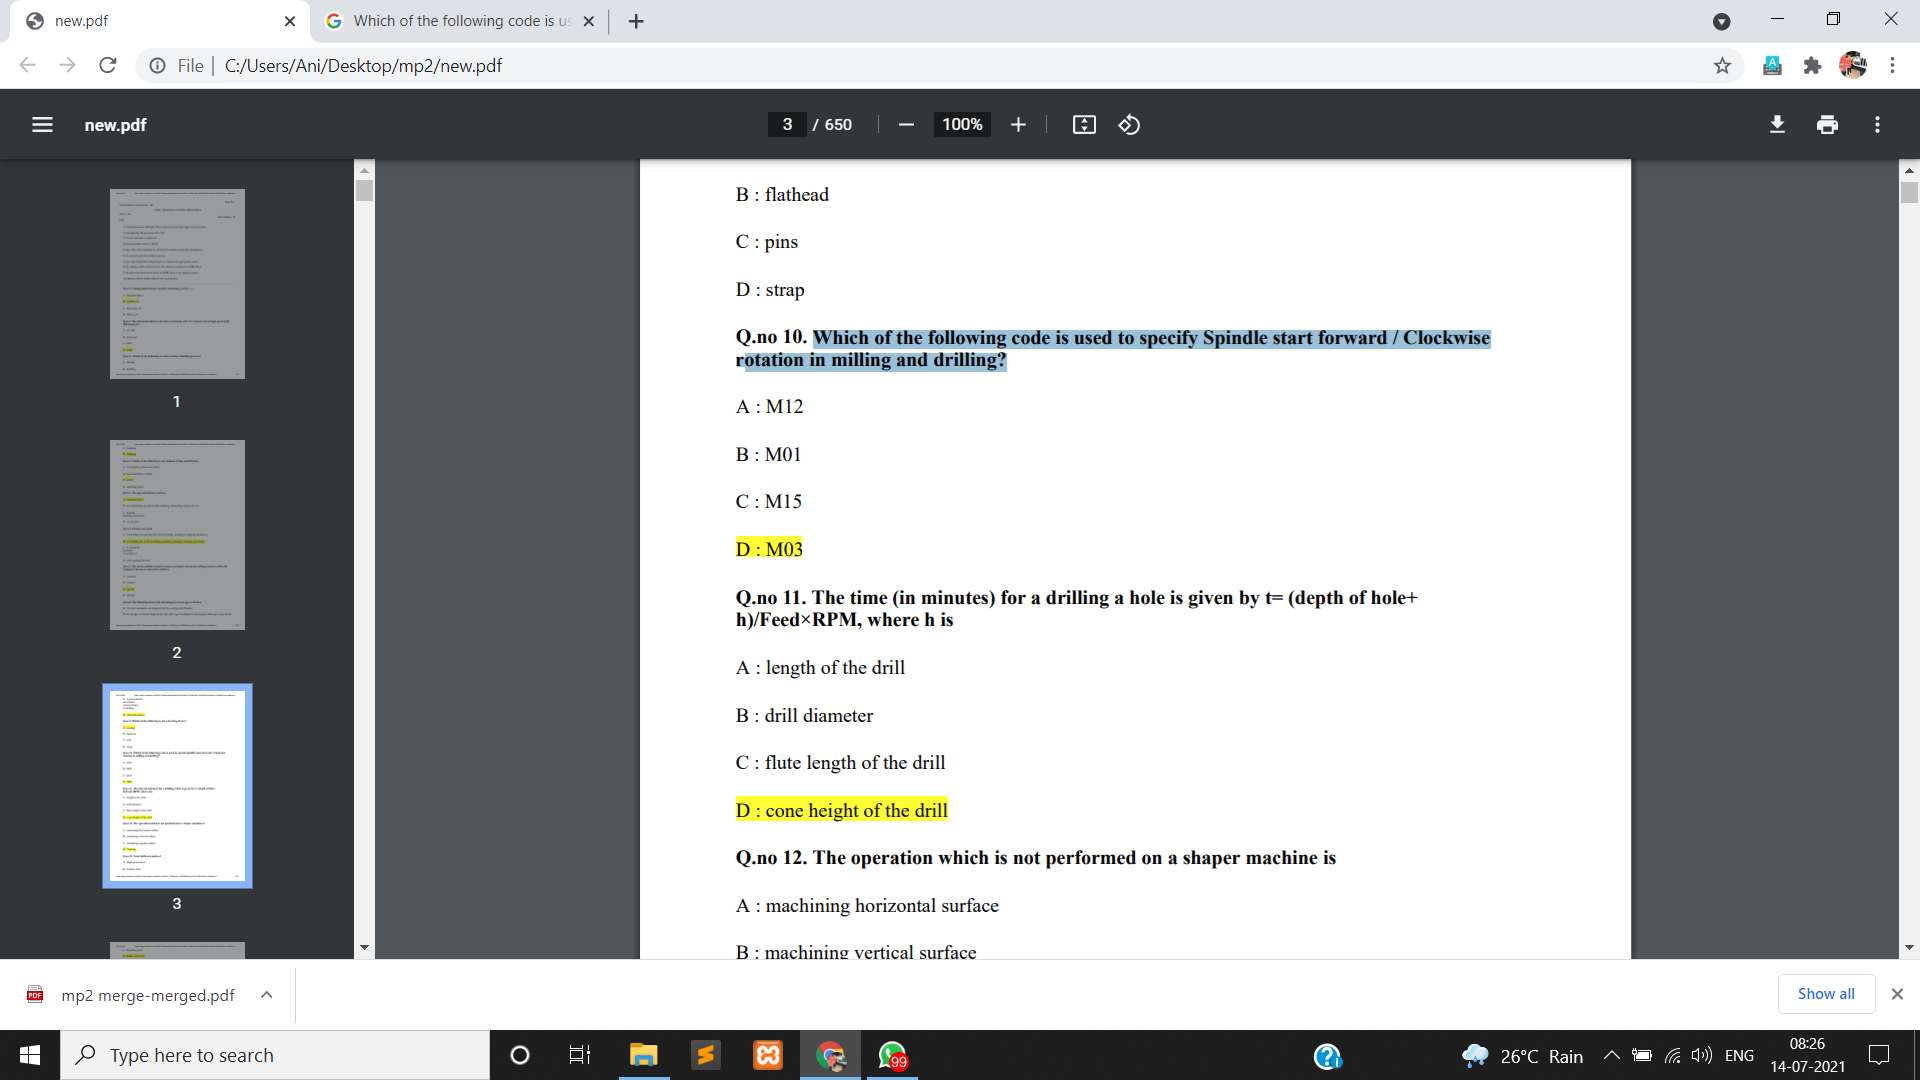 new.pdf
Which of the following code is us
File
C:/Users/Ani/Desktop/mp2/new.pdf
new.pdf
3 / 650
100%
1
2
3
B : flathead
C : pins
D : strap
Q.no 10. Which of the following code is used to specify Spindle start forward / Clockwise
rotation in milling and drilling?
A : M12
B : M01
C : M15
D : M03
Q.no 11. The time (in minutes) for a drilling a hole is given by t= (depth of hole+
h)/Feed×RPM, where h is
A : length of the drill
B : drill diameter
C : flute length of the drill
D : cone height of the drill
Q.no 12. The operation which is not performed on a shaper machine is
A : machining horizontal surface
B : machining vertical surface
PDF
mp2 merge-merged.pdf
Show all
Type here to search
99
26°C Rain
ENG
08:26
14-07-2021